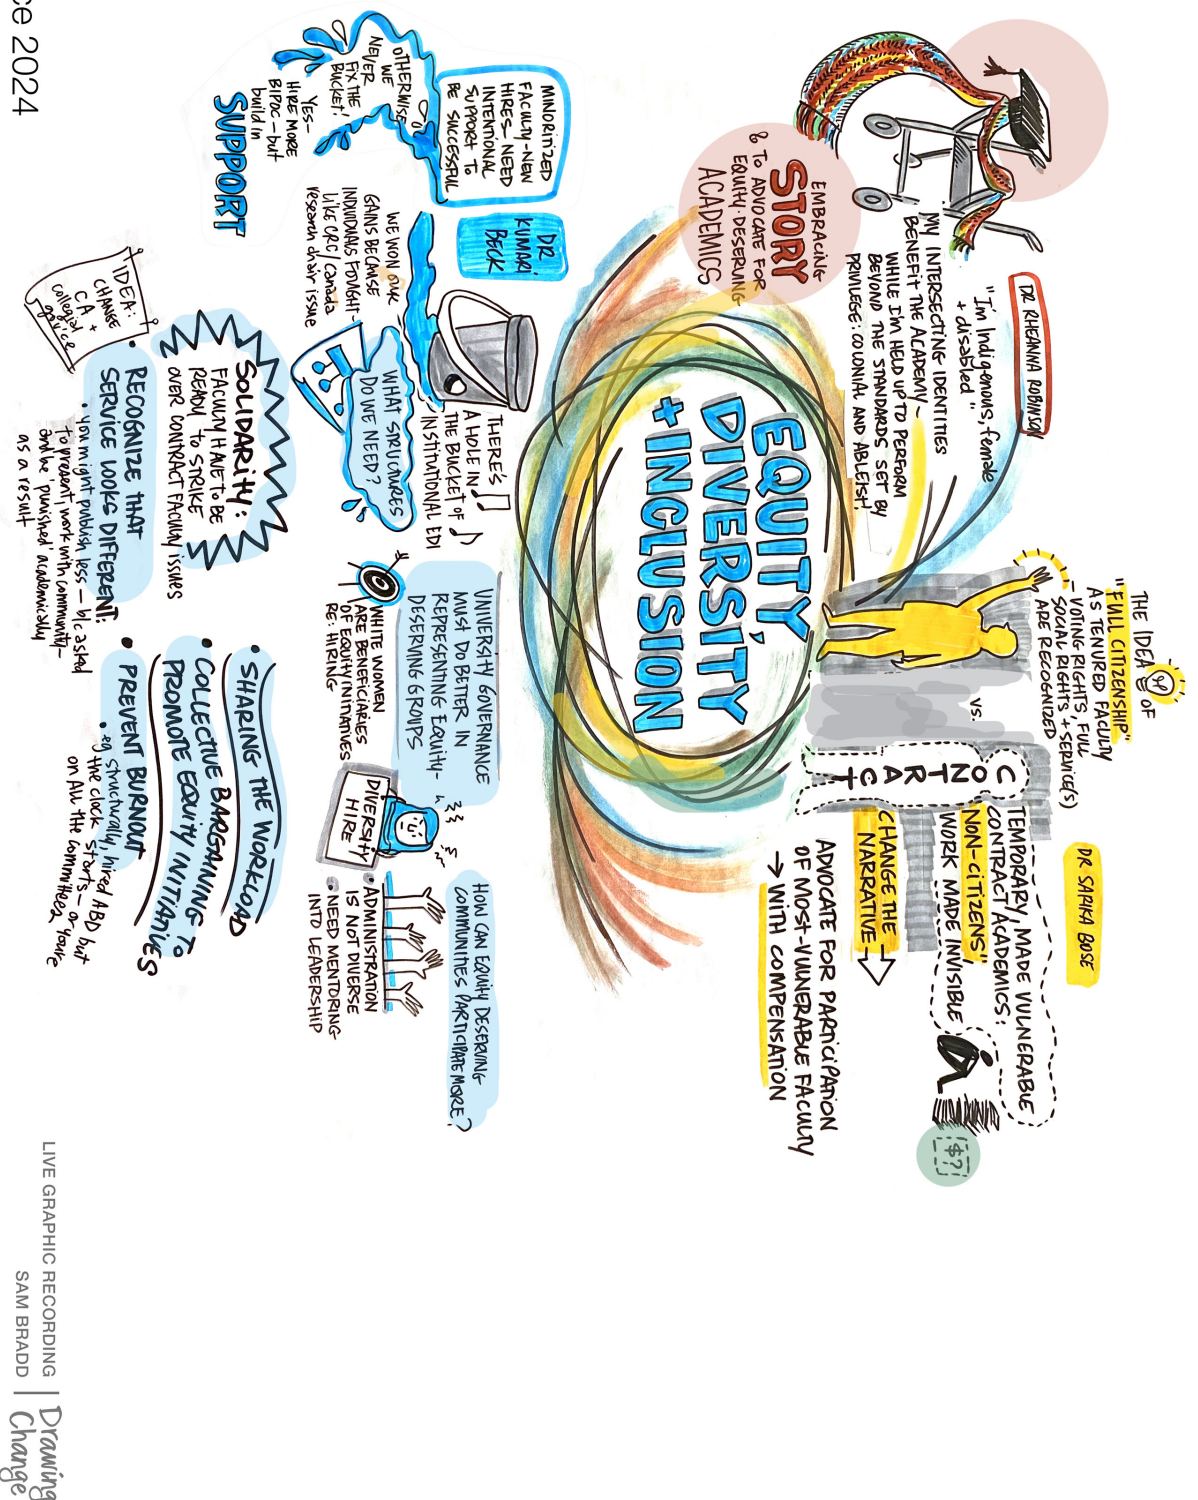 ce 2024
EQUITY,
DIVERSITY
+ INCLUSION
DR RHEANNA ROBINSON
"I'm Indigenous, female
+ disabled"
"MY INTERSECTING IDENTITIES
BENEFIT THE ACADEMY -
WHILE I'M HELD UP TO PERFORM
BEYOND THE STANDARDS SET BY
PRIVILEGE: COLONIAL AND ABLEIST!
EMBRACING
STORY
& TO ADVOCATE FOR
EQUITY-DESERVING
ACADEMICS
THE IDEA OF
"FULL CITIZENSHIP"
AS TENURED FACULTY
- VOTING RIGHTS, FULL
SOCIAL RIGHTS + SERVICE(S)
ARE RECOGNIZED
vs.
CONTRACT
DR SARIKA BOSE
TEMPORARY, MADE VULNERABLE
CONTRACT ACADEMICS:
"NON-CITIZENS",
WORK MADE INVISIBLE
$?
CHANGE THE
NARRATIVE
ADVOCATE FOR PARTICIPATION
OF MOST-VULNERABLE FACULTY
→ WITH COMPENSATION
DR
KUMARI
BECK
MINORITIZED
FACULTY-NEW
HIRES! NEED
INTENTIONAL
SUPPORT TO
BE SUCCESSFUL
OTHERWISE,
WE
NEVER
FIX THE
BUCKET!
YES -
HIRE MORE
BIPOC - but
build in
SUPPORT
THERE'S
A HOLE IN
THE BUCKET OF
INSTITUTIONAL EDI
WE WON OUR
GAINS BECAUSE
INDIVIDUALS FOUGHT -
LIKE CRC / Canada
research chair issue
WHAT STRUCTURES
DO WE NEED?
UNIVERSITY GOVERNANCE
MUST DO BETTER IN
REPRESENTING EQUITY-
DESERVING GROUPS
WHITE WOMEN
ARE BENEFICIARIES
OF EQUITY INITIATIVES
RE: HIRING
DIVERSITY
HIRE
HOW CAN EQUITY DESERVING
COMMUNITIES PARTICIPATE MORE?
• ADMINISTRATION
IS NOT DIVERSE
• NEED MENTORING
INTO LEADERSHIP
SOLIDARITY:
FACULTY HAVE TO BE
READY TO STRIKE
OVER CONTRACT FACULTY ISSUES
IDEA:
CHANGE
CA +
collegial
gov'ice
• RECOGNIZE THAT
SERVICE LOOKS DIFFERENT:
• you might publish less - b/c asked
to present, work with community -
and be 'punished' academically
as a result
• SHARING THE WORKLOAD
• COLLECTIVE BARGANINING TO
PROMOTE EQUITY INITIATIVES
• PREVENT BURNOUT
• eg structurally, hired ABD but
the clock starts - or you're
on ALL the committees,
LIVE GRAPHIC RECORDING
SAM BRADD
Drawing
Change